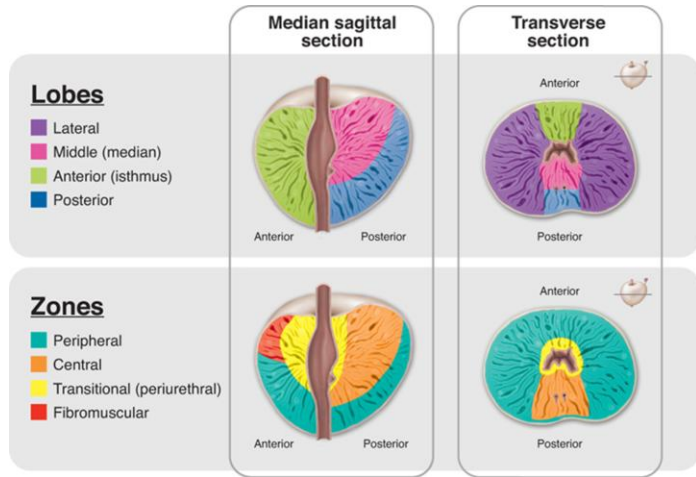 Median sagittal
section
Transverse
section
Lobes
Lateral
Middle (median)
Anterior (isthmus)
Posterior
Anterior
Posterior
Anterior
Posterior
Zones
Peripheral
Central
Transitional (periurethral)
Fibromuscular
Anterior
Posterior
Anterior
Posterior